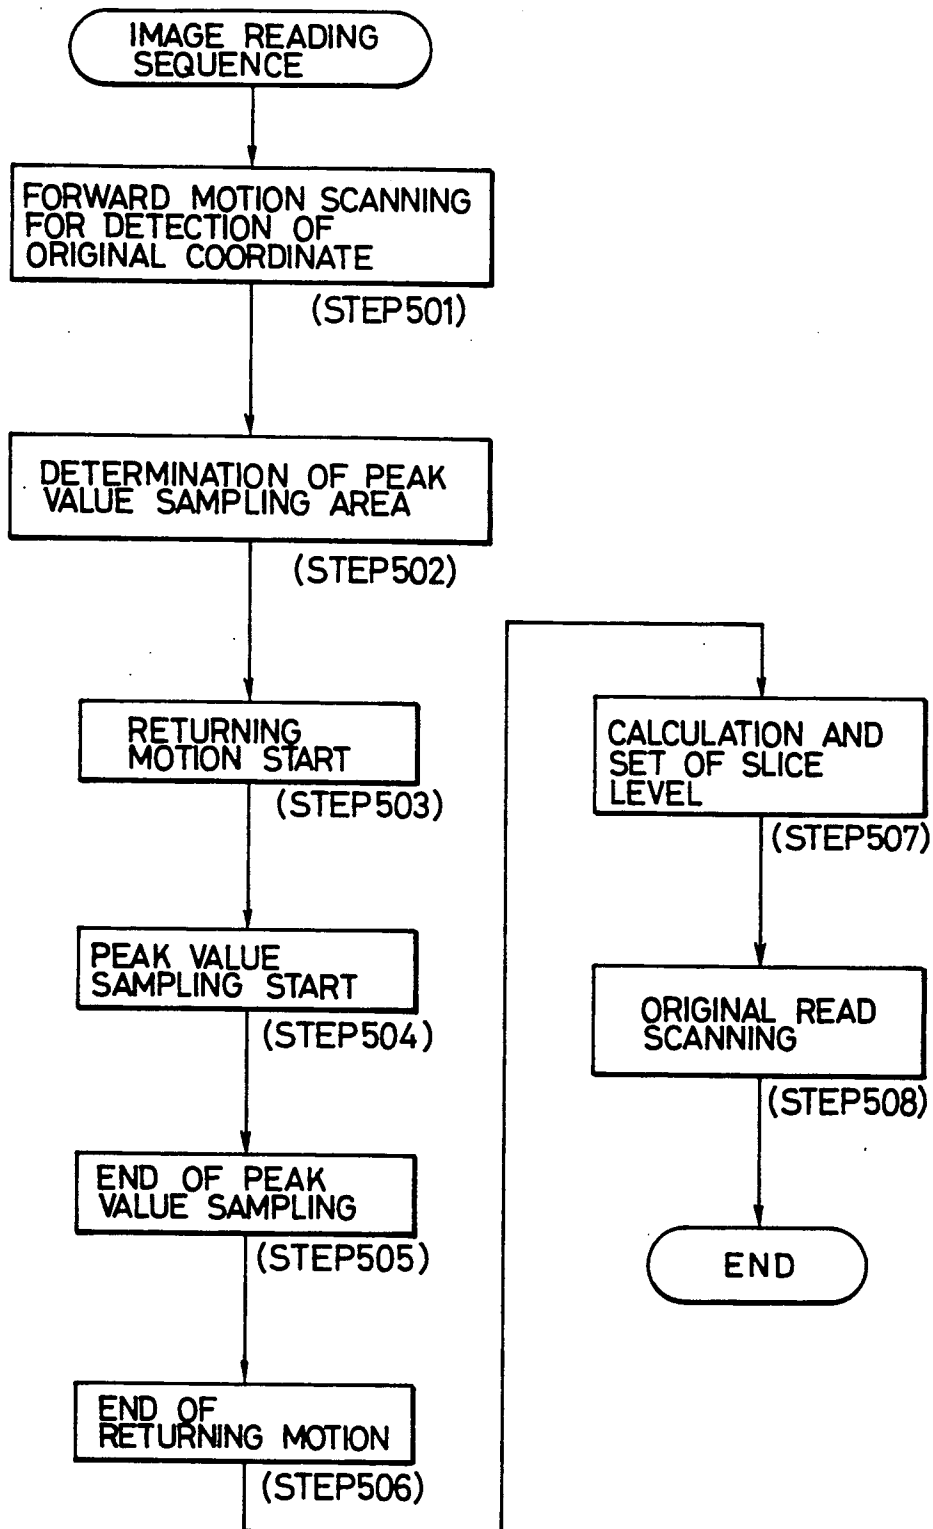 IMAGE READING
SEQUENCE
FORWARD MOTION SCANNING
FOR DETECTION OF
ORIGINAL COORDINATE
(STEP501)
DETERMINATION OF PEAK
VALUE SAMPLING AREA
(STEP502)
RETURNING
MOTION START
(STEP503)
PEAK VALUE
SAMPLING START
(STEP504)
END OF PEAK
VALUE SAMPLING
(STEP505)
END OF
RETURNING MOTION
(STEP506)
CALCULATION AND
SET OF SLICE
LEVEL
(STEP507)
ORIGINAL READ
SCANNING
(STEP508)
END